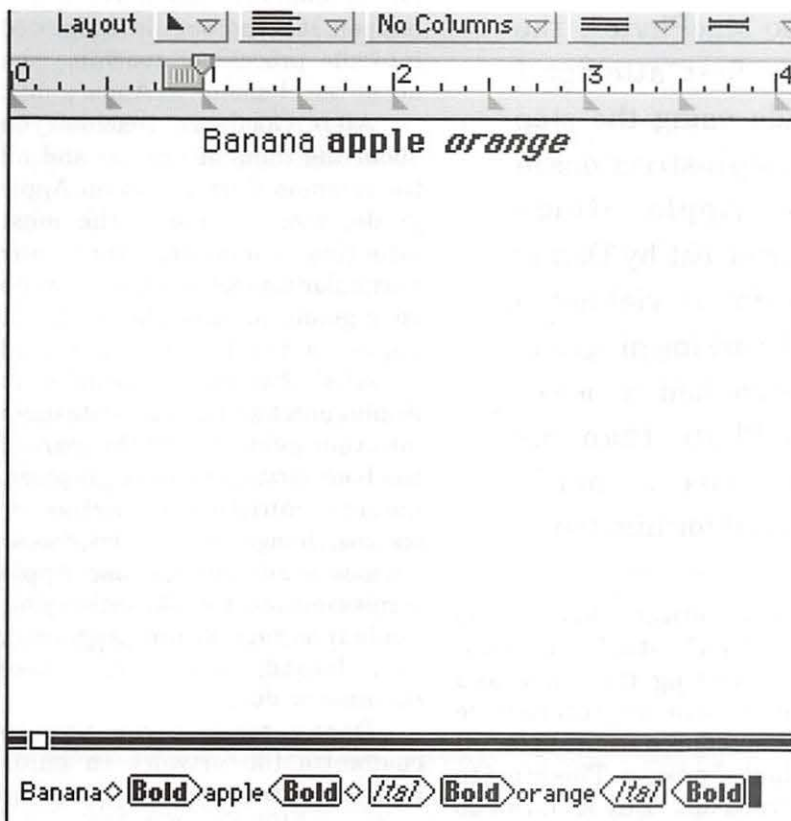 Layout No Columns
0 1 2 3 4
Banana apple orange
Banana◇ Bold apple Bold ◇ Ital Bold orange Ital Bold